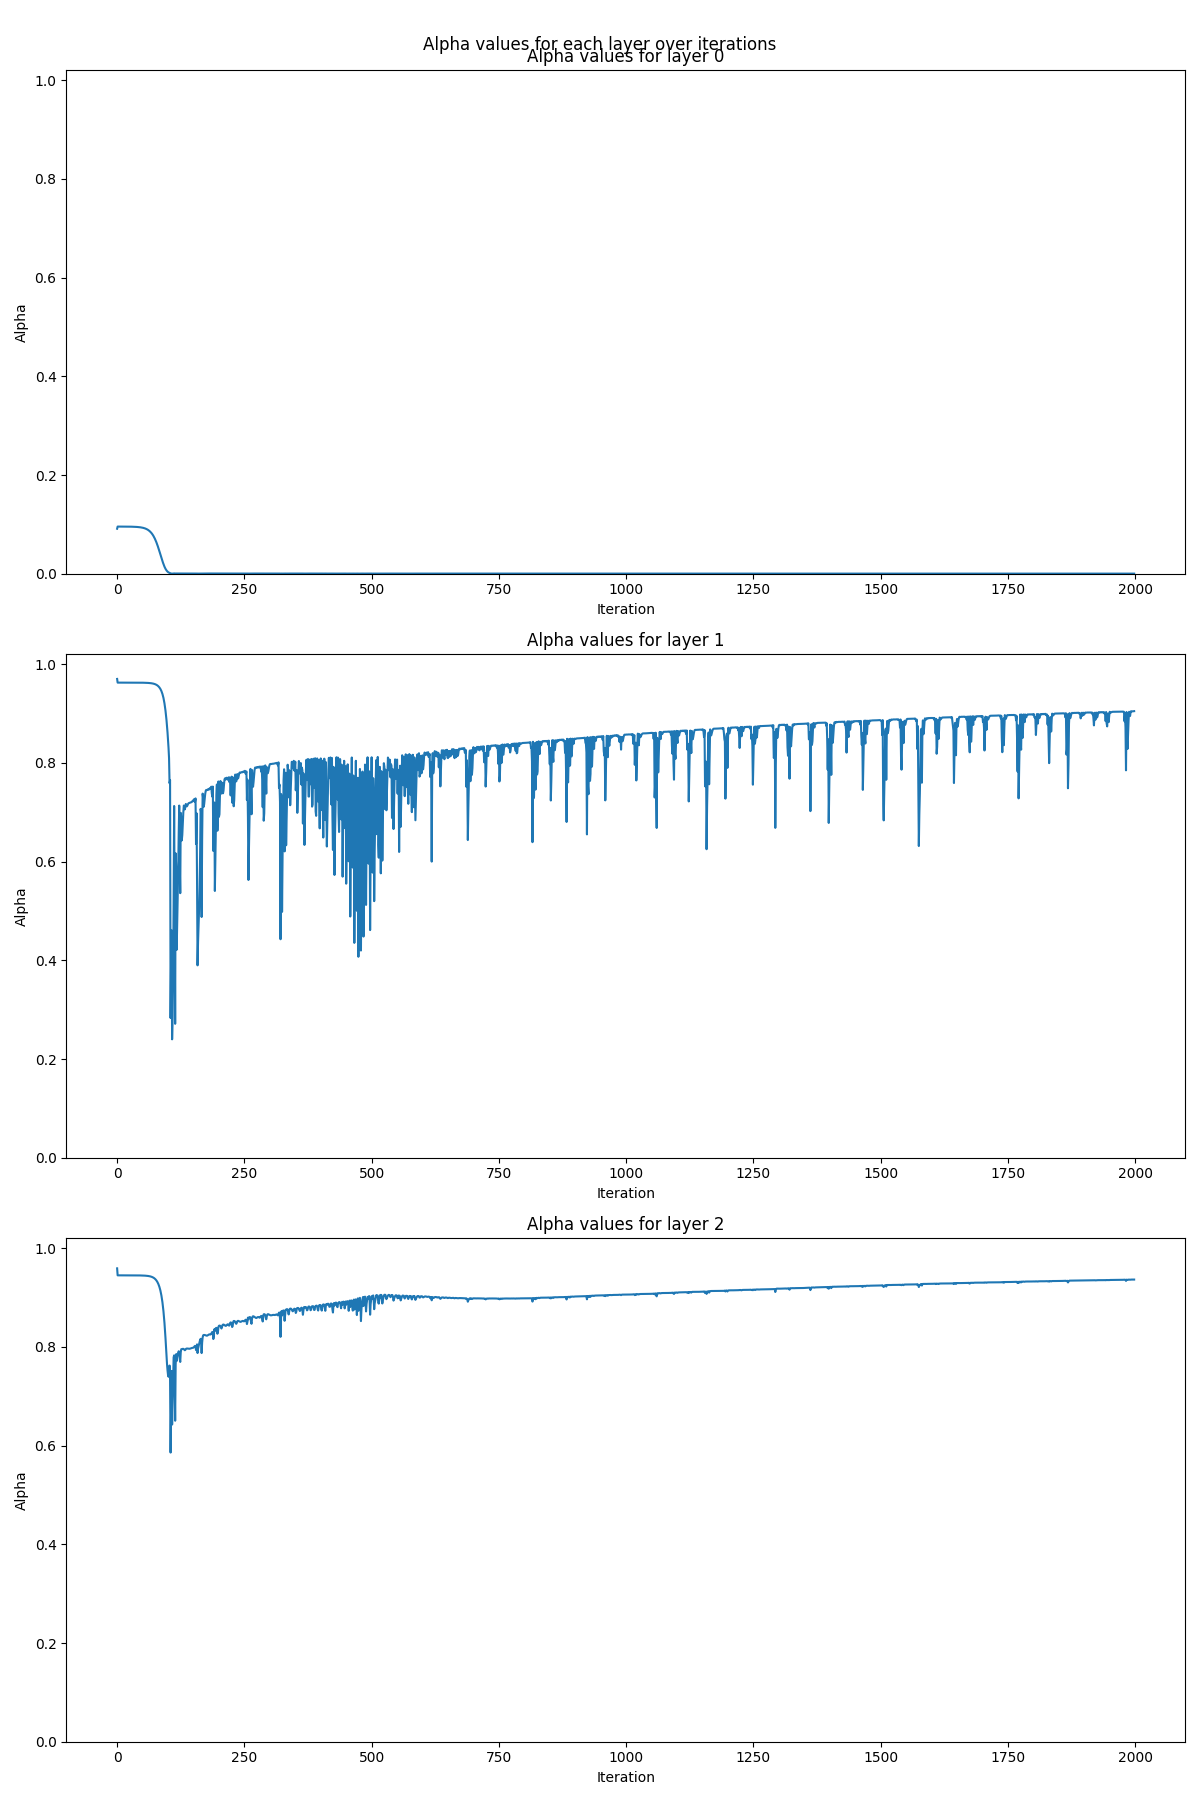 Alpha values for each layer over iterations
Alpha values for layer 0
1.0
0.8
0.6
0.4
0.2
0.0
Alpha
0 250 500 750 1000 1250 1500 1750 2000
Iteration
Alpha values for layer 1
1.0
0.8
0.6
0.4
0.2
0.0
Alpha
0 250 500 750 1000 1250 1500 1750 2000
Iteration
Alpha values for layer 2
1.0
0.8
0.6
0.4
0.2
0.0
Alpha
0 250 500 750 1000 1250 1500 1750 2000
Iteration